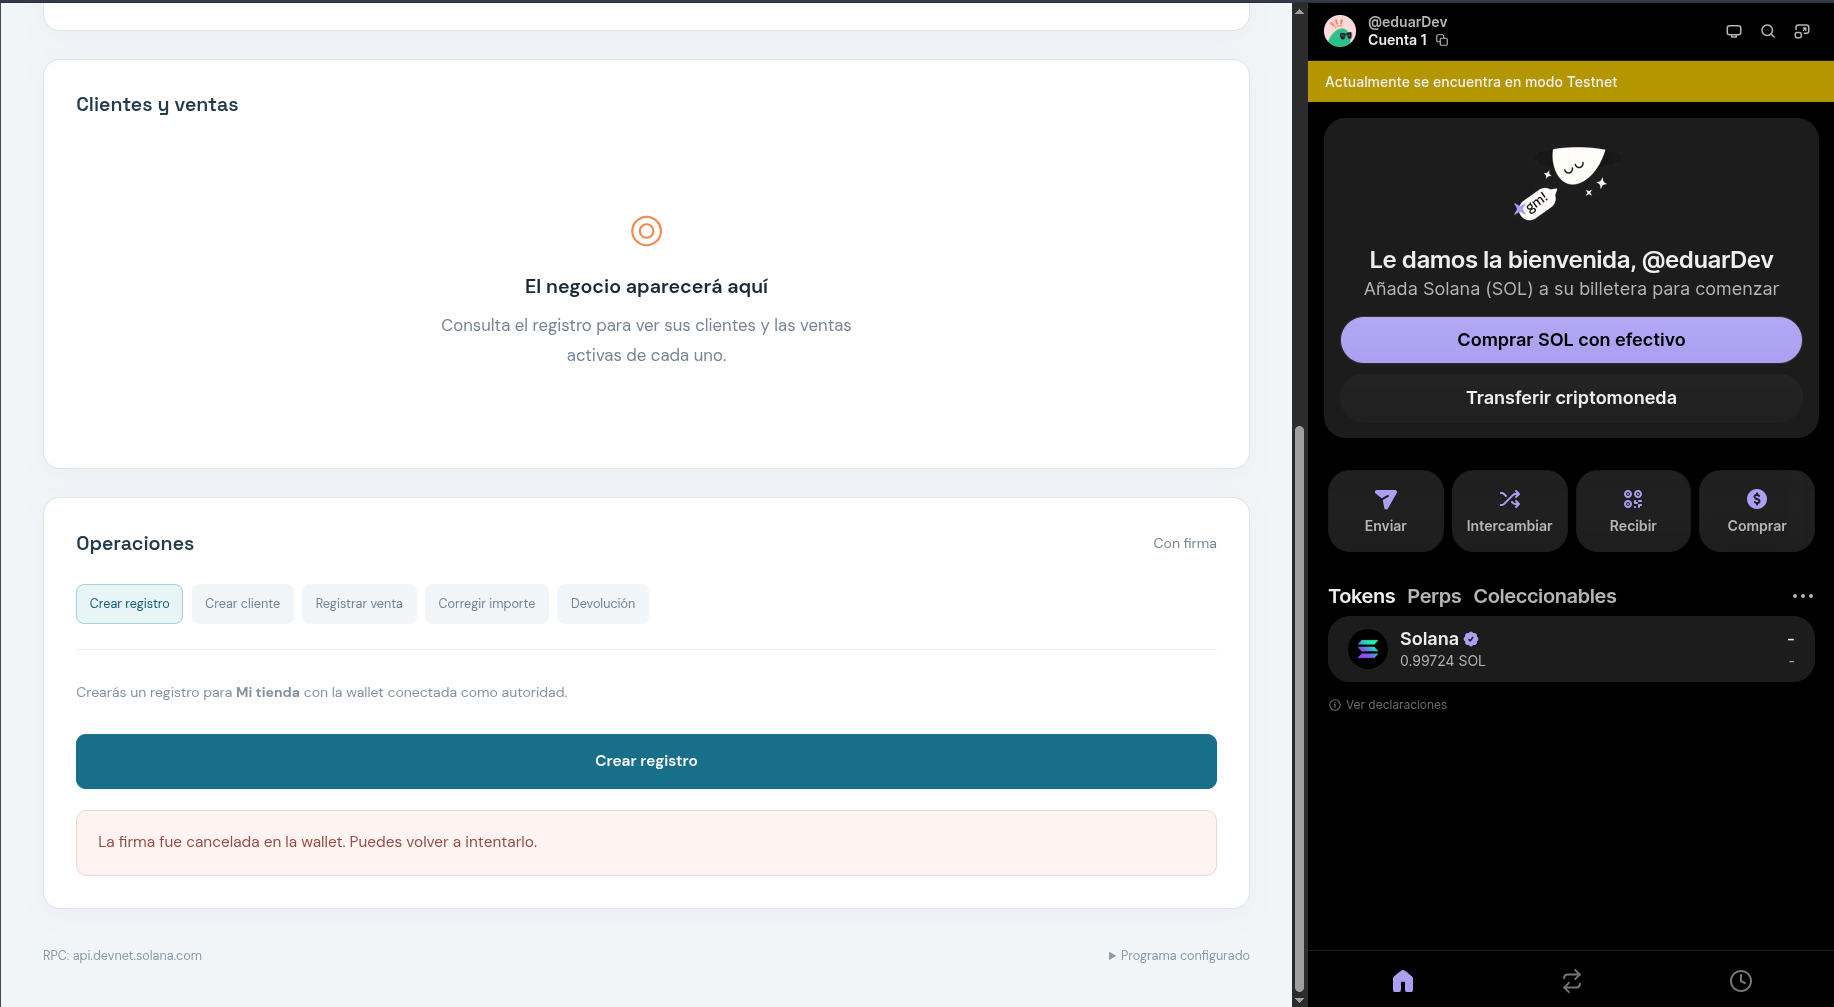 Clientes y ventas
El negocio aparecerá aquí
Consulta el registro para ver sus clientes y las ventas
activas de cada uno.
Operaciones
Con firma
Crear registro
Crear cliente
Registrar venta
Corregir importe
Devolución
Crearás un registro para Mi tienda con la wallet conectada como autoridad.
Crear registro
La firma fue cancelada en la wallet. Puedes volver a intentarlo.
RPC: api.devnet.solana.com
Programa configurado
@eduarDev
Cuenta 1
Actualmente se encuentra en modo Testnet
gm!
Le damos la bienvenida, @eduarDev
Añada Solana (SOL) a su billetera para comenzar
Comprar SOL con efectivo
Transferir criptomoneda
Enviar
Intercambiar
Recibir
Comprar
Tokens
Perps
Coleccionables
Solana
-
0.99724 SOL
-
Ver declaraciones